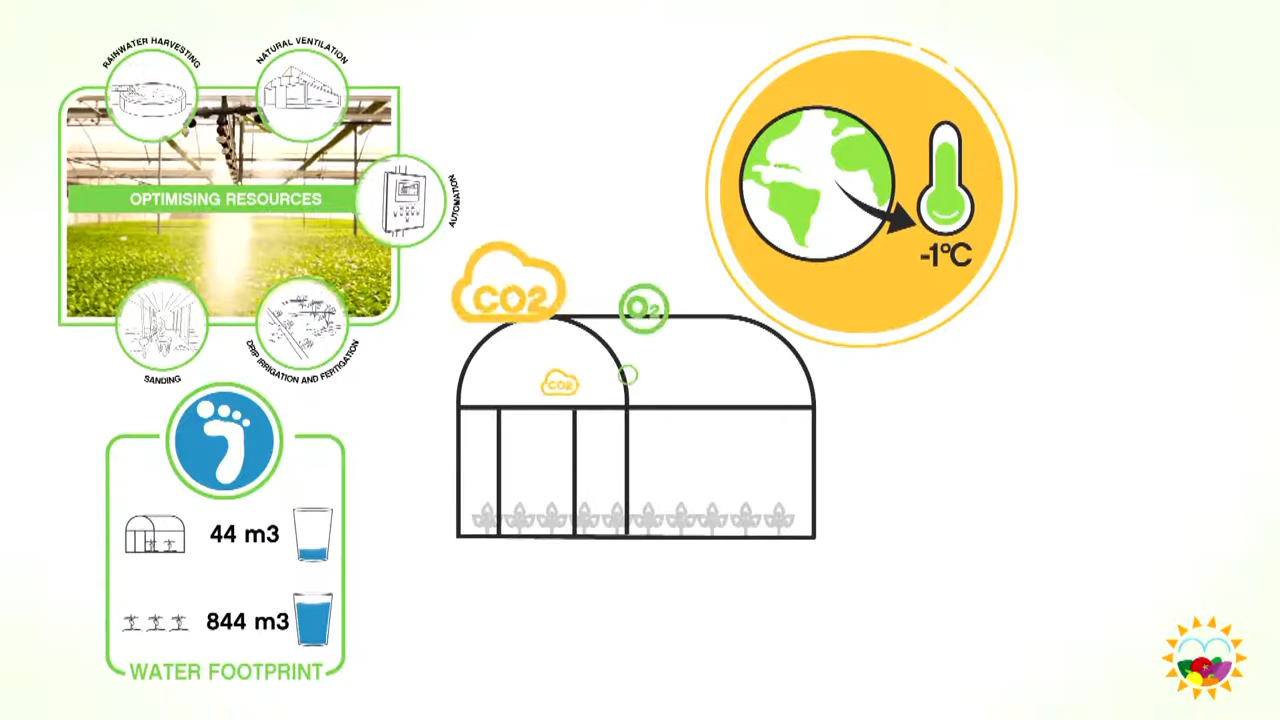 RAINWATER HARVESTING
NATURAL VENTILATION
OPTIMISING RESOURCES
AUTOMATION
SANDING
DRIP IRRIGATION AND FERTIGATION
-1°C
CO2
O2
CO2
44 m3
844 m3
WATER FOOTPRINT